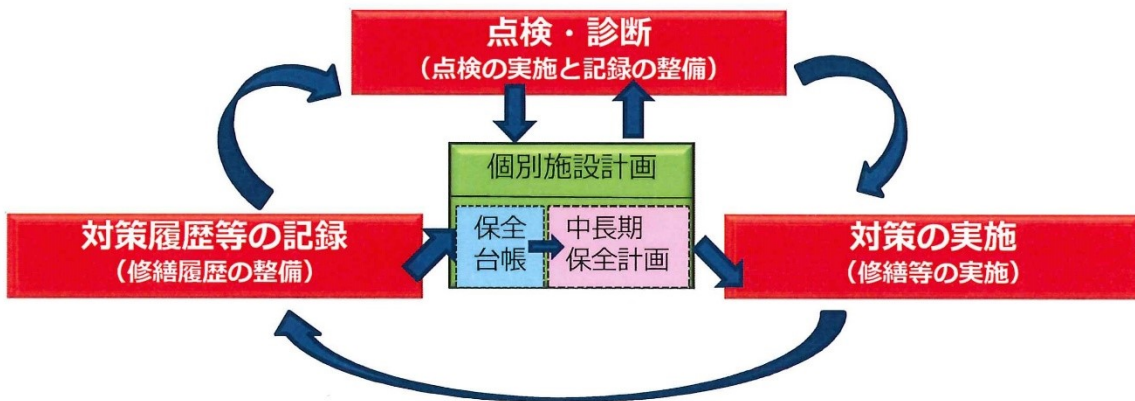 点検・診断
（点検の実施と記録の整備）
個別施設計画
対策履歴等の記録
（修繕履歴の整備）
保全
台帳
中長期
保全計画
対策の実施
（修繕等の実施）